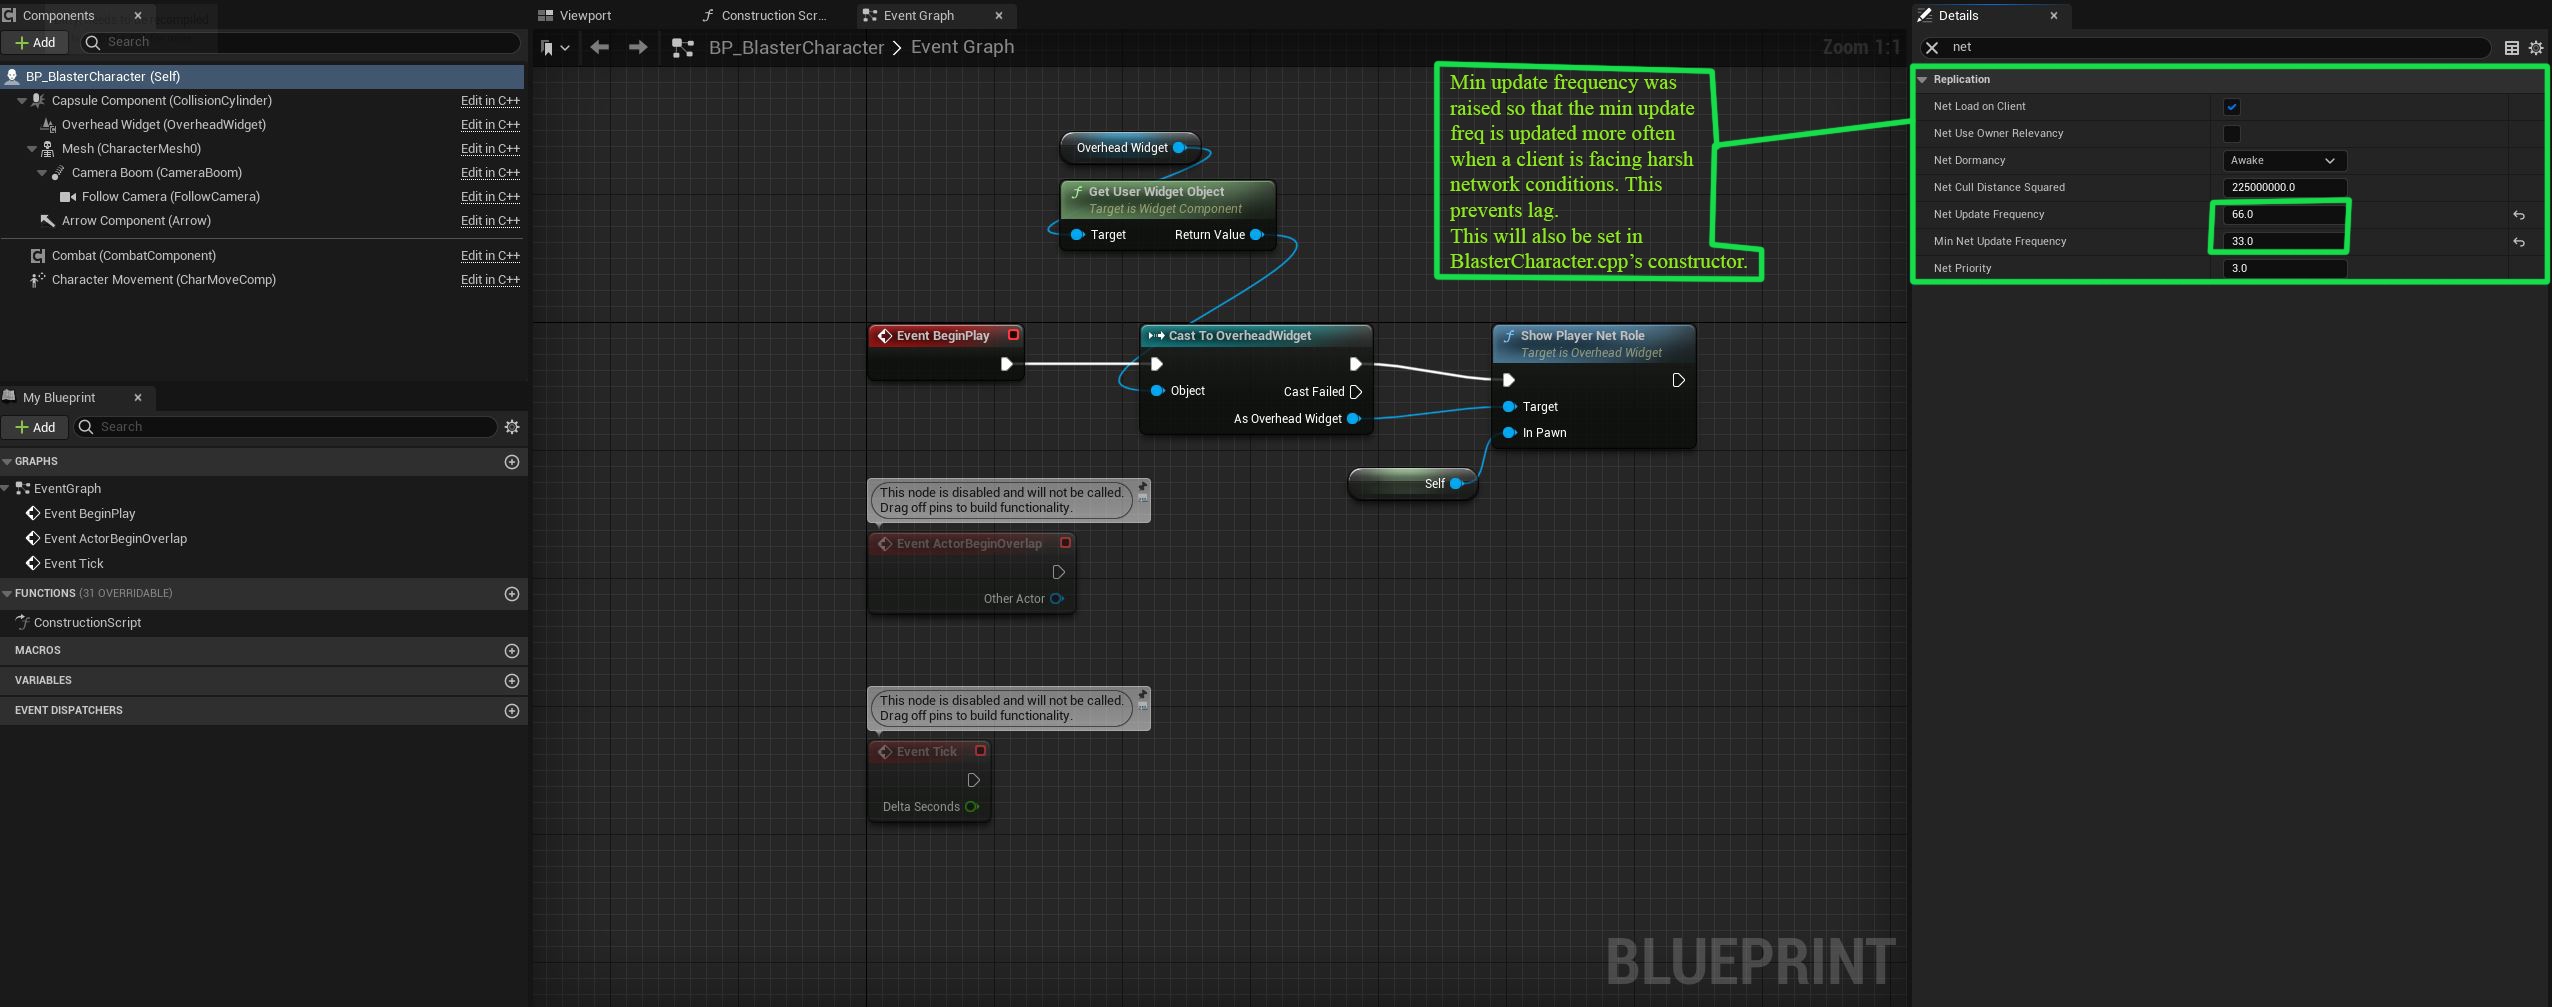 Components
Add
Search
BP_BlasterCharacter (Self)
Capsule Component (CollisionCylinder) Edit in C++
Overhead Widget (OverheadWidget) Edit in C++
Mesh (CharacterMesh0) Edit in C++
Camera Boom (CameraBoom) Edit in C++
Follow Camera (FollowCamera) Edit in C++
Arrow Component (Arrow) Edit in C++
Combat (CombatComponent) Edit in C++
Character Movement (CharMoveComp) Edit in C++
My Blueprint
Add
Search
GRAPHS
EventGraph
Event BeginPlay
Event ActorBeginOverlap
Event Tick
FUNCTIONS (31 OVERRIDABLE)
ConstructionScript
MACROS
VARIABLES
EVENT DISPATCHERS
Viewport
Construction Scr...
Event Graph
BP_BlasterCharacter > Event Graph
Zoom 1:1
Min update frequency was
raised so that the min update
freq is updated more often
when a client is facing harsh
network conditions. This
prevents lag.
This will also be set in
BlasterCharacter.cpp’s constructor.
Overhead Widget
Get User Widget Object
Target is Widget Component
Target Return Value
Event BeginPlay
Cast To OverheadWidget
Object
Cast Failed
As Overhead Widget
Show Player Net Role
Target is Overhead Widget
Target
In Pawn
Self
This node is disabled and will not be called.
Drag off pins to build functionality.
Event ActorBeginOverlap
Other Actor
This node is disabled and will not be called.
Drag off pins to build functionality.
Event Tick
Delta Seconds
BLUEPRINT
Details
net
Replication
Net Load on Client
Net Use Owner Relevancy
Net Dormancy Awake
Net Cull Distance Squared 225000000.0
Net Update Frequency 66.0
Min Net Update Frequency 33.0
Net Priority 3.0